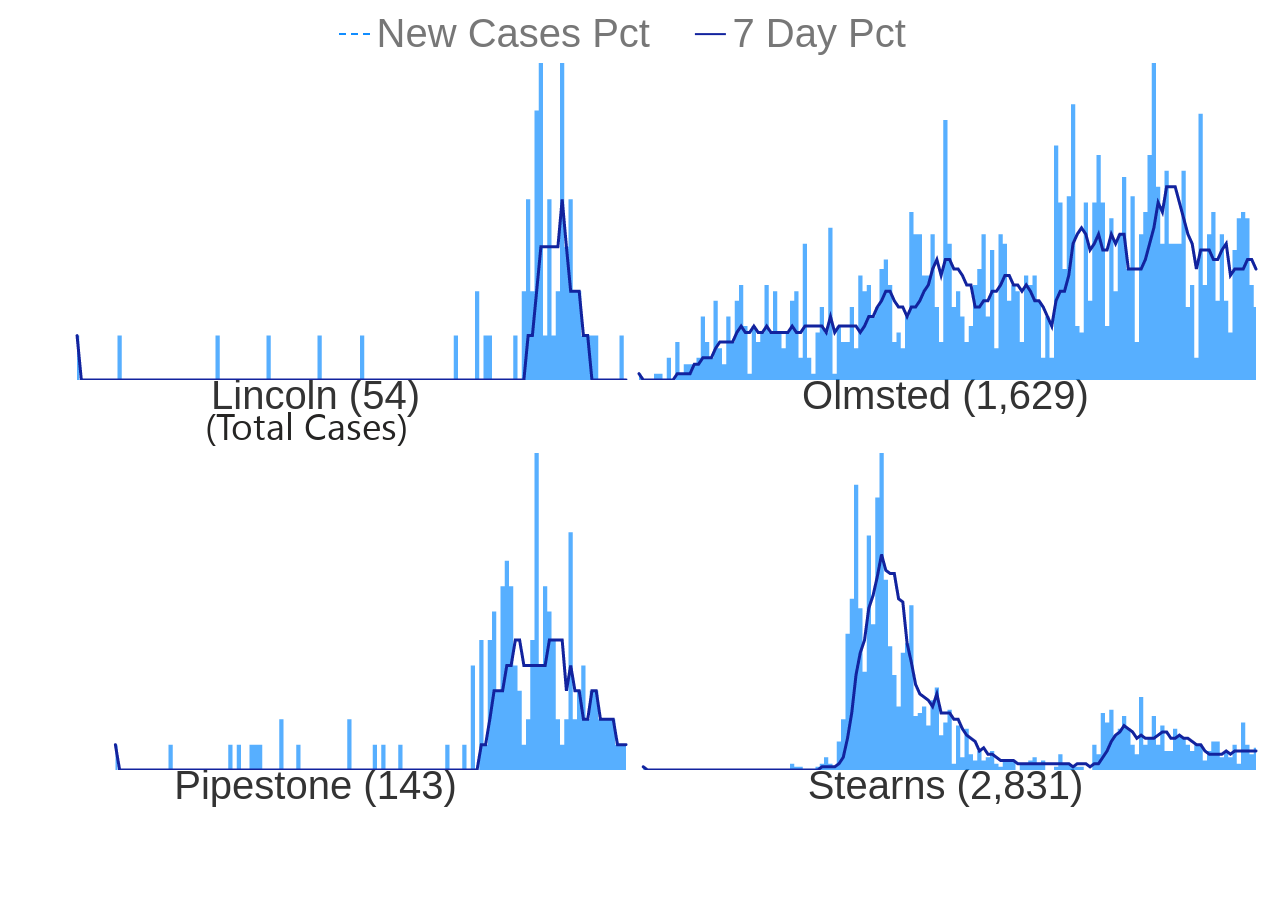 New Cases Pct 7 Day Pct
Lincoln (54) Olmsted (1,629)
(Total Cases)
Pipestone (143) Stearns (2,831)